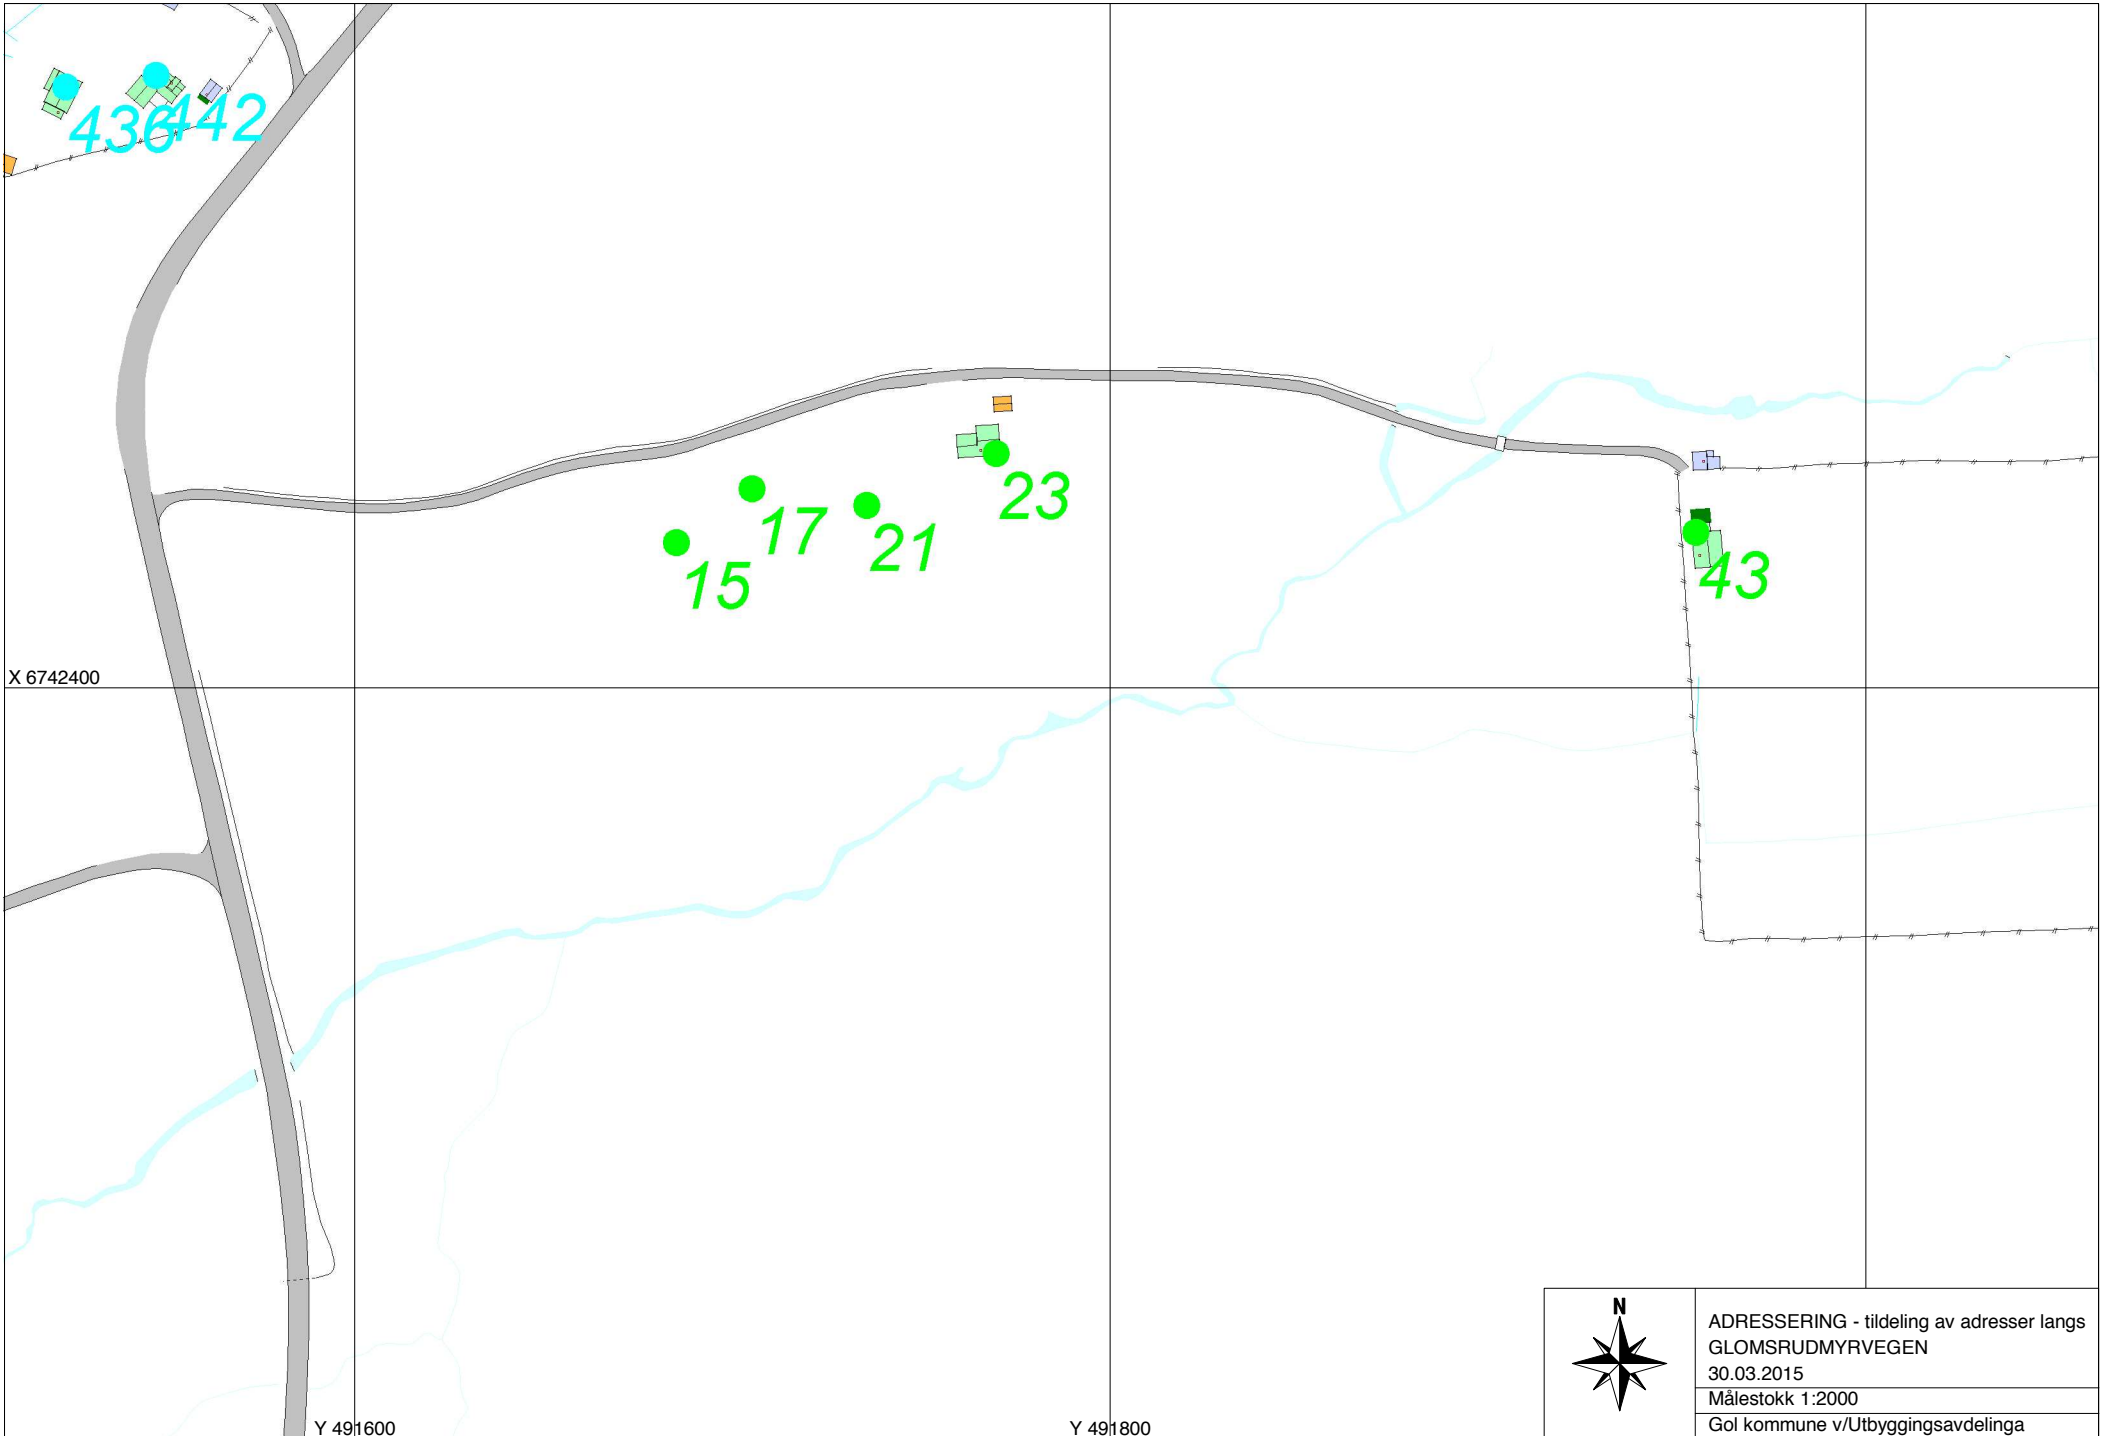 436
442
23
17
21
15
43
X 6742400
Y 491600
Y 491800
N
ADRESSERING - tildeling av adresser langs
GLOMSRUDMYRVEGEN
30.03.2015
Målestokk 1:2000
Gol kommune v/Utbyggingsavdelinga